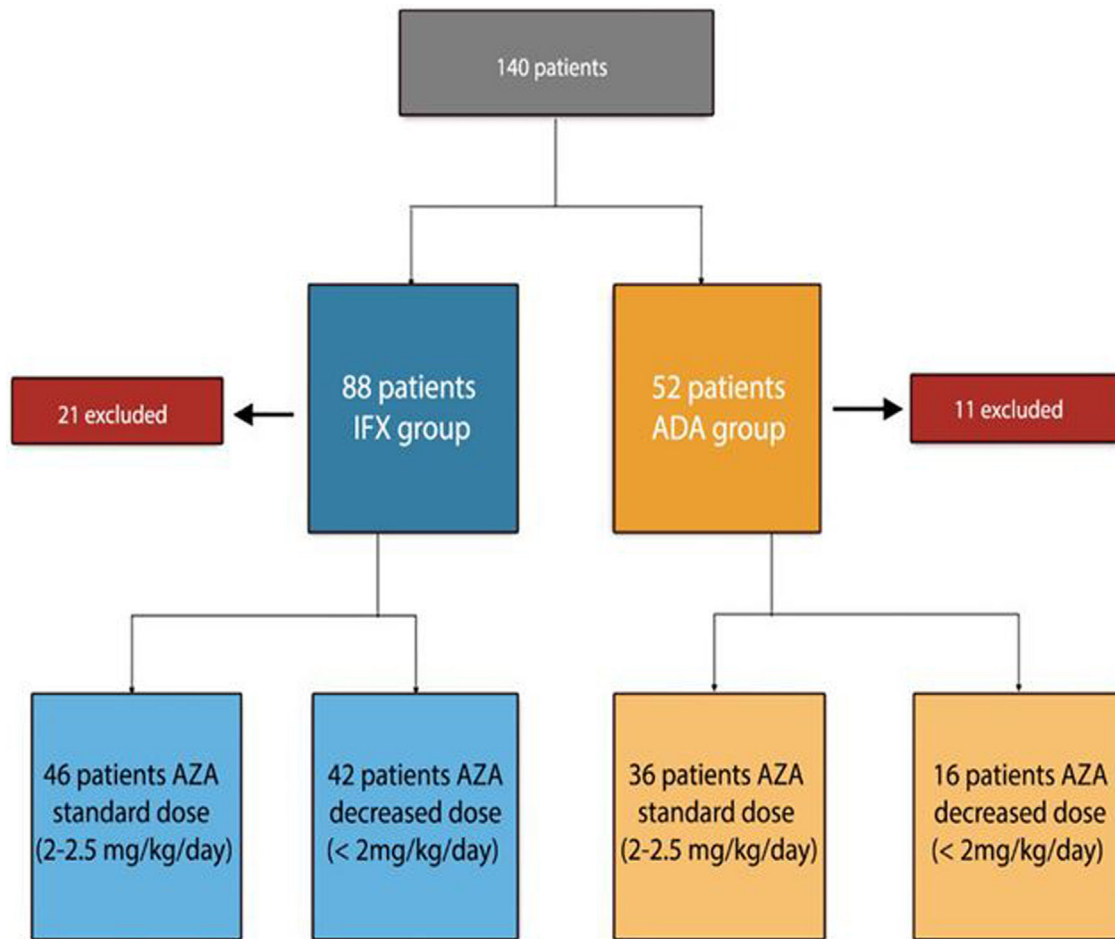 140 patients
88 patients
IFX group
52 patients
ADA group
21 excluded
11 excluded
46 patients AZA
standard dose
(2-2.5 mg/kg/day)
42 patients AZA
decreased dose
(< 2mg/kg/day)
36 patients AZA
standard dose
(2-2.5 mg/kg/day)
16 patients AZA
decreased dose
(< 2mg/kg/day)